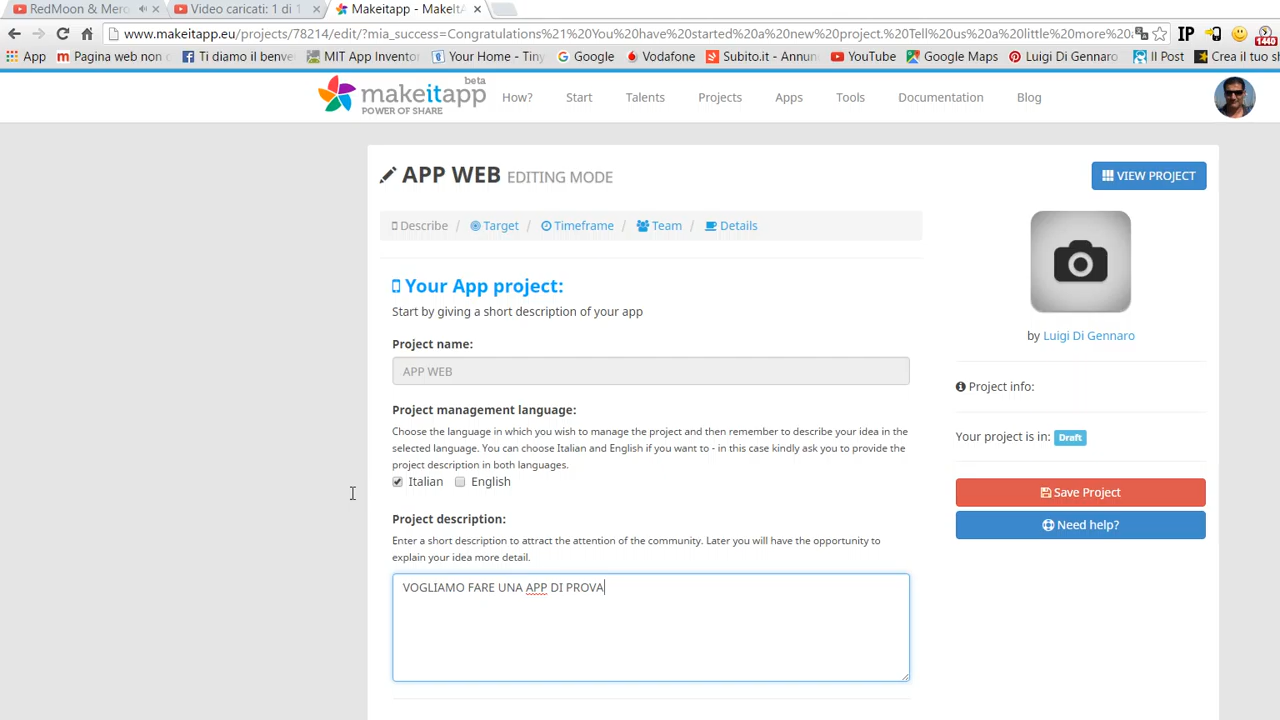 RedMoon & Merc
Video caricati: 1 di 1
Makeitapp - MakeItA
www.makeitapp.eu/projects/78214/edit/?mia_success=Congratulations%21%20You%20have%20started%20a%20new%20project.%20Tell%20us%20a%20little%20more%20
IP
1440
App
Pagina web non d
Ti diamo il benve
MIT App Inventor
Your Home - Tiny
Google
Vodafone
Subito.it - Annun
YouTube
Google Maps
Luigi Di Gennaro
Il Post
Crea il tuo s
beta
makeitapp
POWER OF SHARE
How?
Start
Talents
Projects
Apps
Tools
Documentation
Blog
APP WEB EDITING MODE
VIEW PROJECT
Describe / Target / Timeframe / Team / Details
Your App project:
Start by giving a short description of your app
by Luigi Di Gennaro
Project name:
APP WEB
Project info:
Project management language:
Choose the language in which you wish to manage the project and then remember to describe your idea in the
selected language. You can choose Italian and English if you want to - in this case kindly ask you to provide the
project description in both languages.
Italian English
Your project is in: Draft
Save Project
Need help?
Project description:
Enter a short description to attract the attention of the community. Later you will have the opportunity to
explain your idea more detail.
VOGLIAMO FARE UNA APP DI PROVA